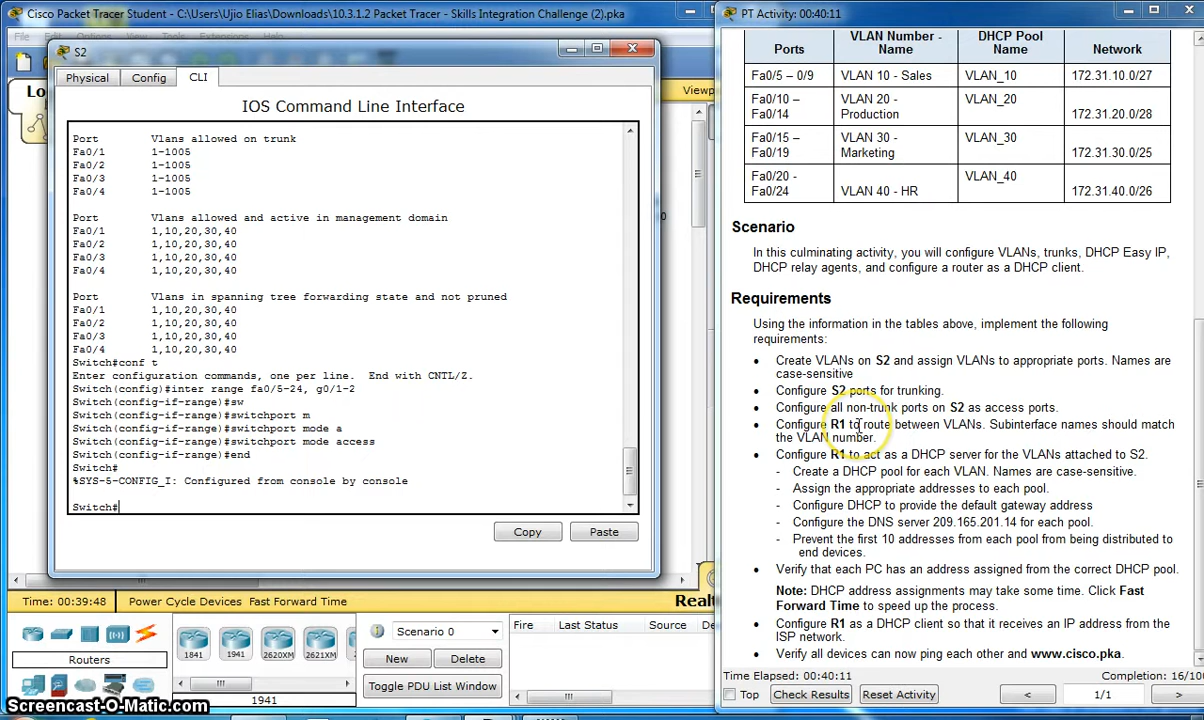 Cisco Packet Tracer Student - C:\Users\Ujio Elias\Downloads\10.3.1.2 Packet Tracer - Skills Integration Challenge (2).pka
S2
Physical
Config
CLI
IOS Command Line Interface
Port Vlans allowed on trunk
Fa0/1 1-1005
Fa0/2 1-1005
Fa0/3 1-1005
Fa0/4 1-1005
Port Vlans allowed and active in management domain
Fa0/1 1,10,20,30,40
Fa0/2 1,10,20,30,40
Fa0/3 1,10,20,30,40
Fa0/4 1,10,20,30,40
Port Vlans in spanning tree forwarding state and not pruned
Fa0/1 1,10,20,30,40
Fa0/2 1,10,20,30,40
Fa0/3 1,10,20,30,40
Fa0/4 1,10,20,30,40
Switch#conf t
Enter configuration commands, one per line. End with CNTL/Z.
Switch(config)#inter range fa0/5-24, g0/1-2
Switch(config-if-range)#sw
Switch(config-if-range)#switchport m
Switch(config-if-range)#switchport mode a
Switch(config-if-range)#switchport mode access
Switch(config-if-range)#end
Switch#
%SYS-5-CONFIG_I: Configured from console by console
Switch#
Copy
Paste
Lo
Viewp
Time: 00:39:48
Power Cycle Devices Fast Forward Time
Realt
Routers
1841
1941
2620XM
2621XM
1941
Scenario 0
New
Delete
Toggle PDU List Window
Fire Last Status Source
Screencast-O-Matic.com
PT Activity: 00:40:11
Ports VLAN Number - Name DHCP Pool Name Network
Fa0/5 – 0/9 VLAN 10 - Sales VLAN_10 172.31.10.0/27
Fa0/10 – Fa0/14 VLAN 20 - Production VLAN_20 172.31.20.0/28
Fa0/15 – Fa0/19 VLAN 30 - Marketing VLAN_30 172.31.30.0/25
Fa0/20 - Fa0/24 VLAN 40 - HR VLAN_40 172.31.40.0/26
Scenario
In this culminating activity, you will configure VLANs, trunks, DHCP Easy IP,
DHCP relay agents, and configure a router as a DHCP client.
Requirements
Using the information in the tables above, implement the following
requirements:
• Create VLANs on S2 and assign VLANs to appropriate ports. Names are
case-sensitive
• Configure S2 ports for trunking.
• Configure all non-trunk ports on S2 as access ports.
• Configure R1 to route between VLANs. Subinterface names should match
the VLAN number.
• Configure R1 to act as a DHCP server for the VLANs attached to S2.
- Create a DHCP pool for each VLAN. Names are case-sensitive.
- Assign the appropriate addresses to each pool.
- Configure DHCP to provide the default gateway address
- Configure the DNS server 209.165.201.14 for each pool.
- Prevent the first 10 addresses from each pool from being distributed to
end devices.
• Verify that each PC has an address assigned from the correct DHCP pool.
Note: DHCP address assignments may take some time. Click Fast
Forward Time to speed up the process.
• Configure R1 as a DHCP client so that it receives an IP address from the
ISP network.
• Verify all devices can now ping each other and www.cisco.pka.
Time Elapsed: 00:40:11
Completion: 16/100
Top
Check Results
Reset Activity
<
1/1
>